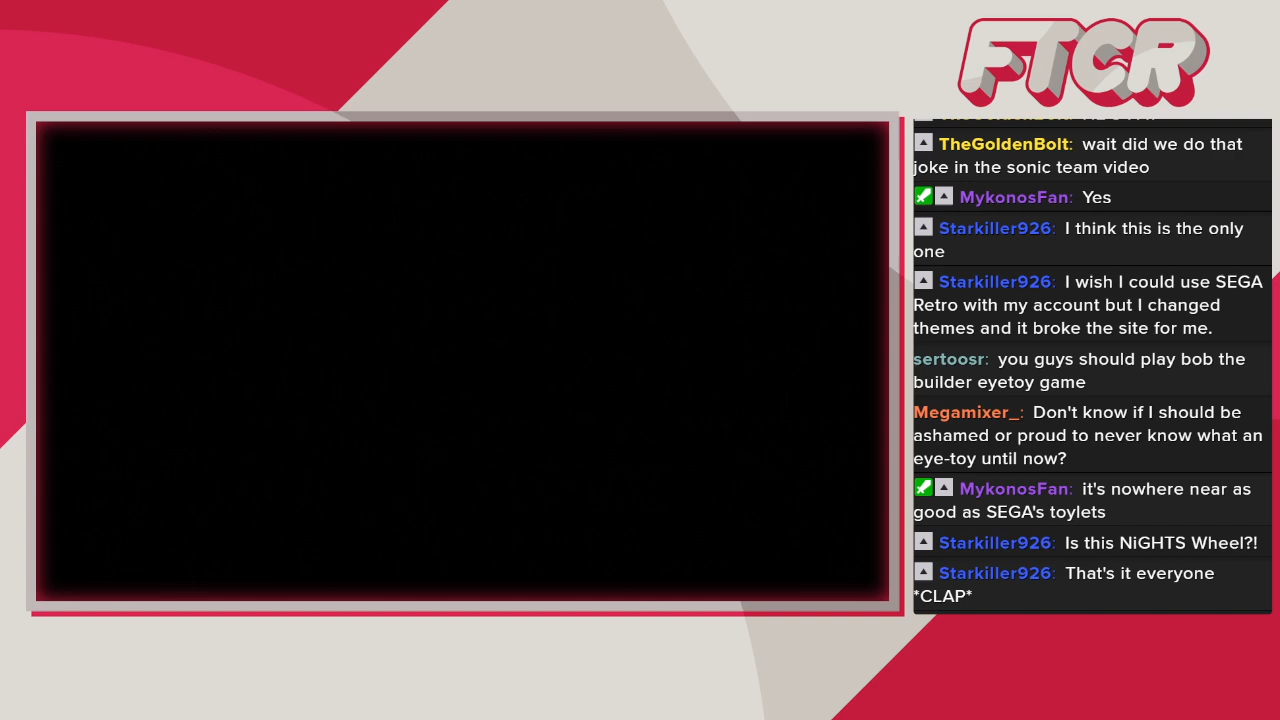 FTCR
TheGoldenBolt: wait did we do that
joke in the sonic team video
MykonosFan: Yes
Starkiller926: I think this is the only
one
Starkiller926: I wish I could use SEGA
Retro with my account but I changed
themes and it broke the site for me.
sertoosr: you guys should play bob the
builder eyetoy game
Megamixer_: Don't know if I should be
ashamed or proud to never know what an
eye-toy until now?
MykonosFan: it's nowhere near as
good as SEGA's toylets
Starkiller926: Is this NiGHTS Wheel?!
Starkiller926: That's it everyone
*CLAP*